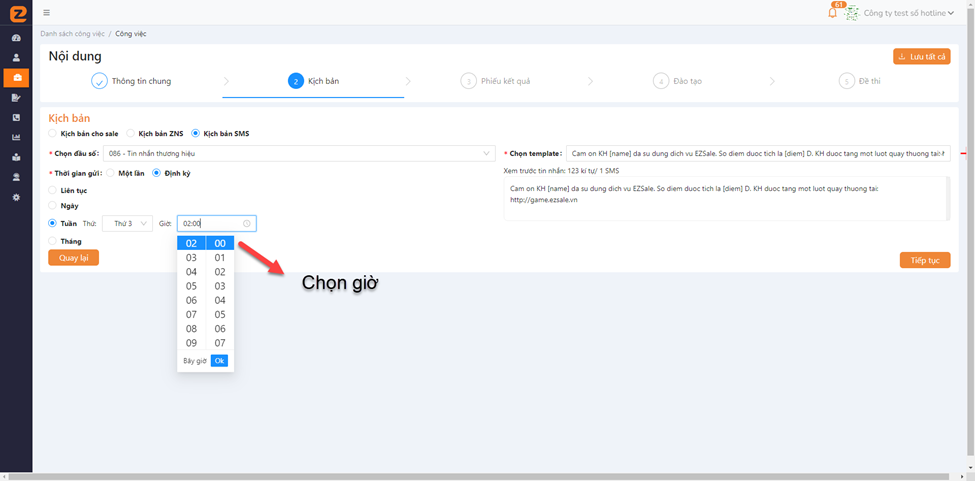 61
Công ty test số hotline
Danh sách công việc / Công việc
Nội dung
Lưu tất cả
Thông tin chung
2 Kịch bản
3 Phiếu kết quả
4 Đào tạo
5 Đề thi
Kịch bản
Kịch bản cho sale Kịch bản ZNS Kịch bản SMS
* Chọn đầu số: 086 - Tin nhắn thương hiệu
* Chọn template: Cam on KH [name] da su dung dich vu EZSale. So diem duoc tich la [diem] D. KH duoc tang mot luot quay thuong tai:
* Thời gian gửi: Một lần Định kỳ
Xem trước tin nhắn: 123 kí tự/ 1 SMS
Cam on KH [name] da su dung dich vu EZSale. So diem duoc tich la [diem] D. KH duoc tang mot luot quay thuong tai:
http://game.ezsale.vn
Liên tục
Ngày
Tuần Thứ: Thứ 3 Giờ: 02:00
Tháng
Quay lại
Tiếp tục
02 00
03 01
04 02
05 03
06 04
07 05
08 06
09 07
Bây giờ Ok
Chọn giờ